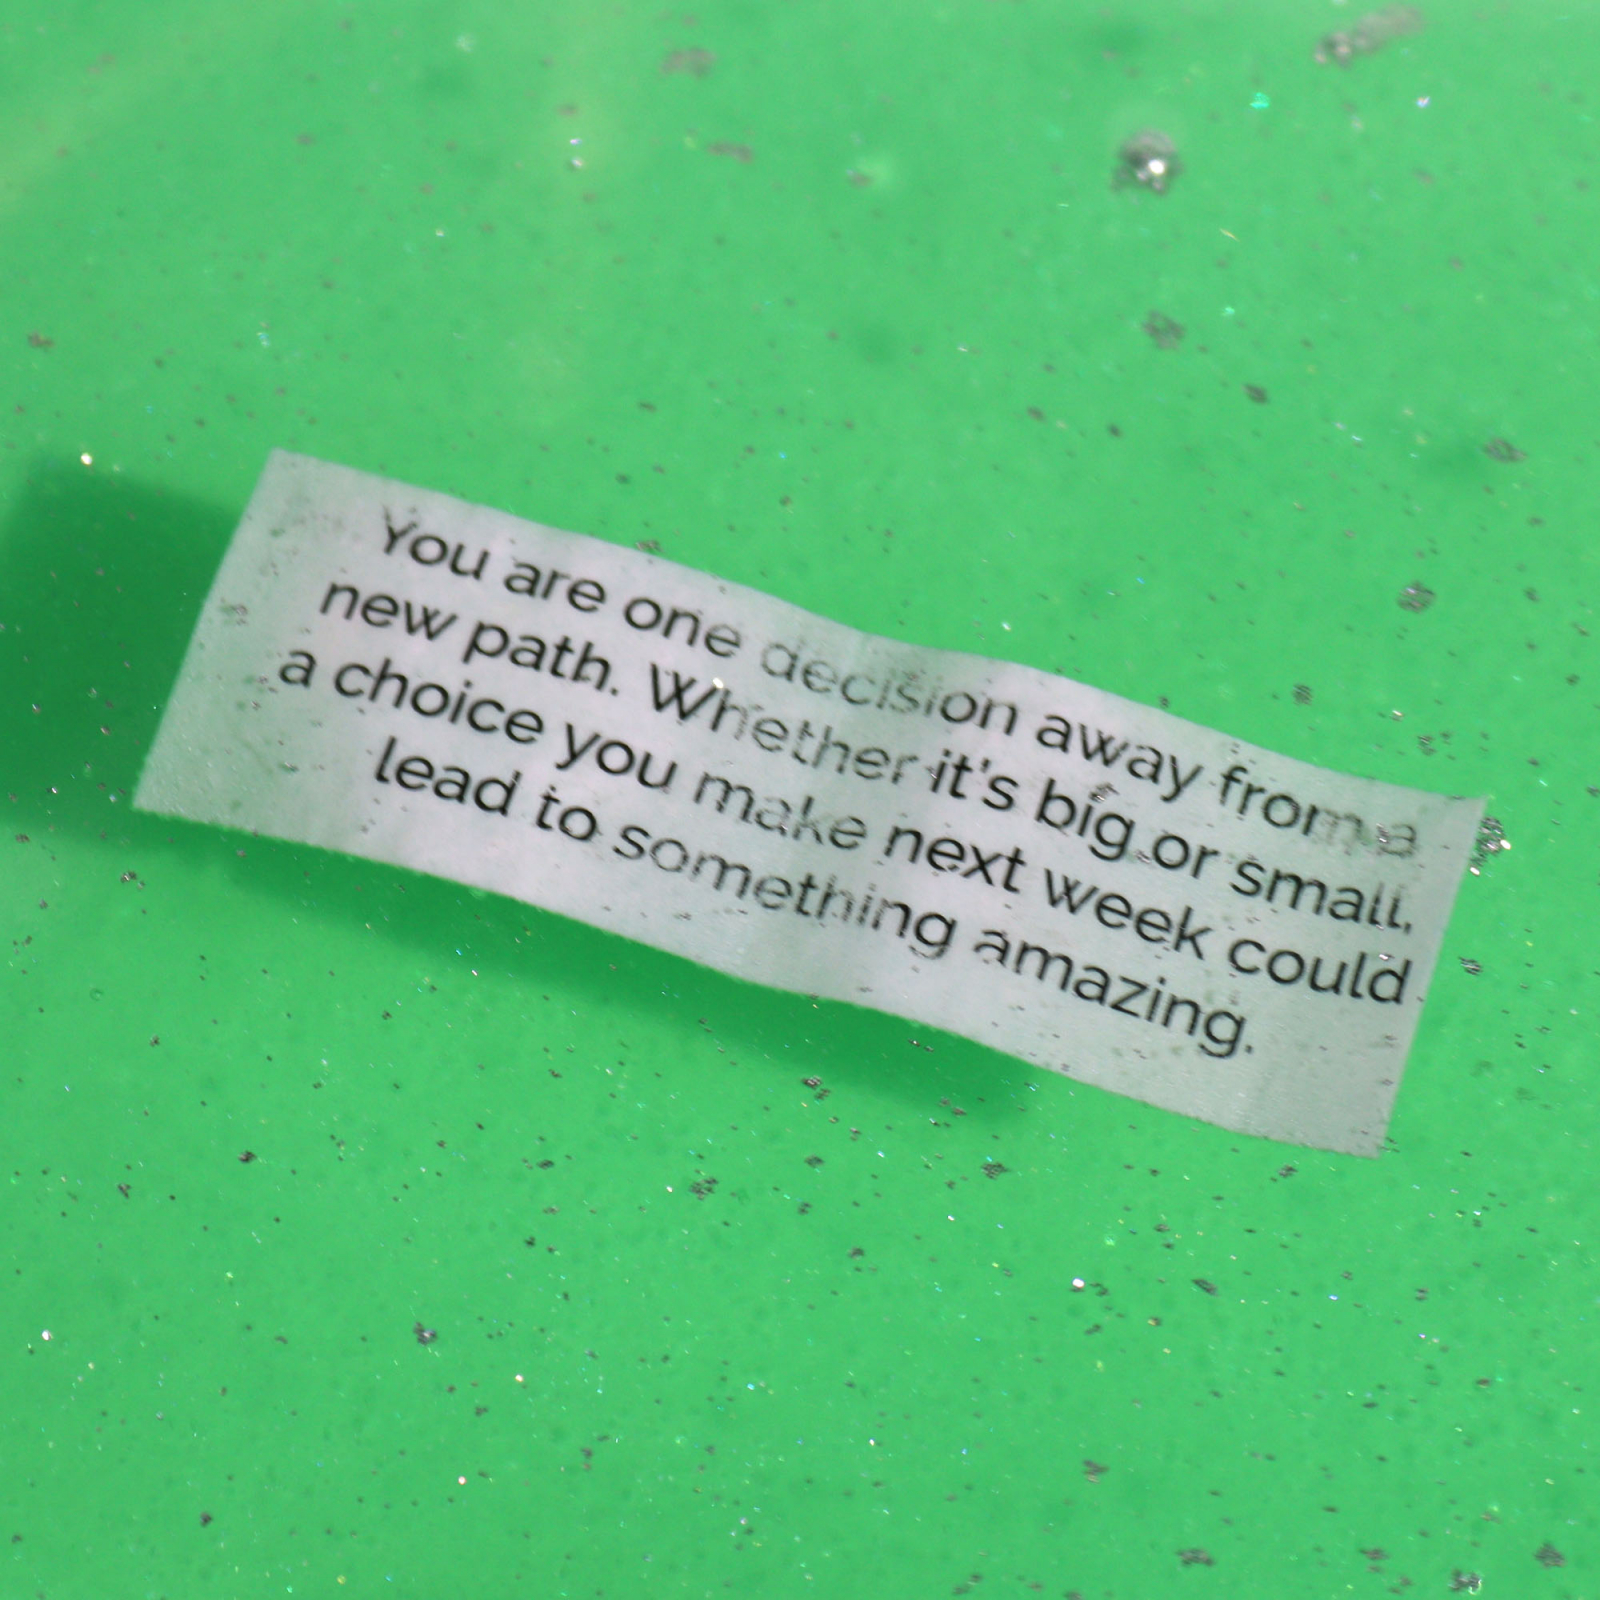 You are one decision away from a
new path. Whether it's big or small,
a choice you make next week could
lead to something amazing.